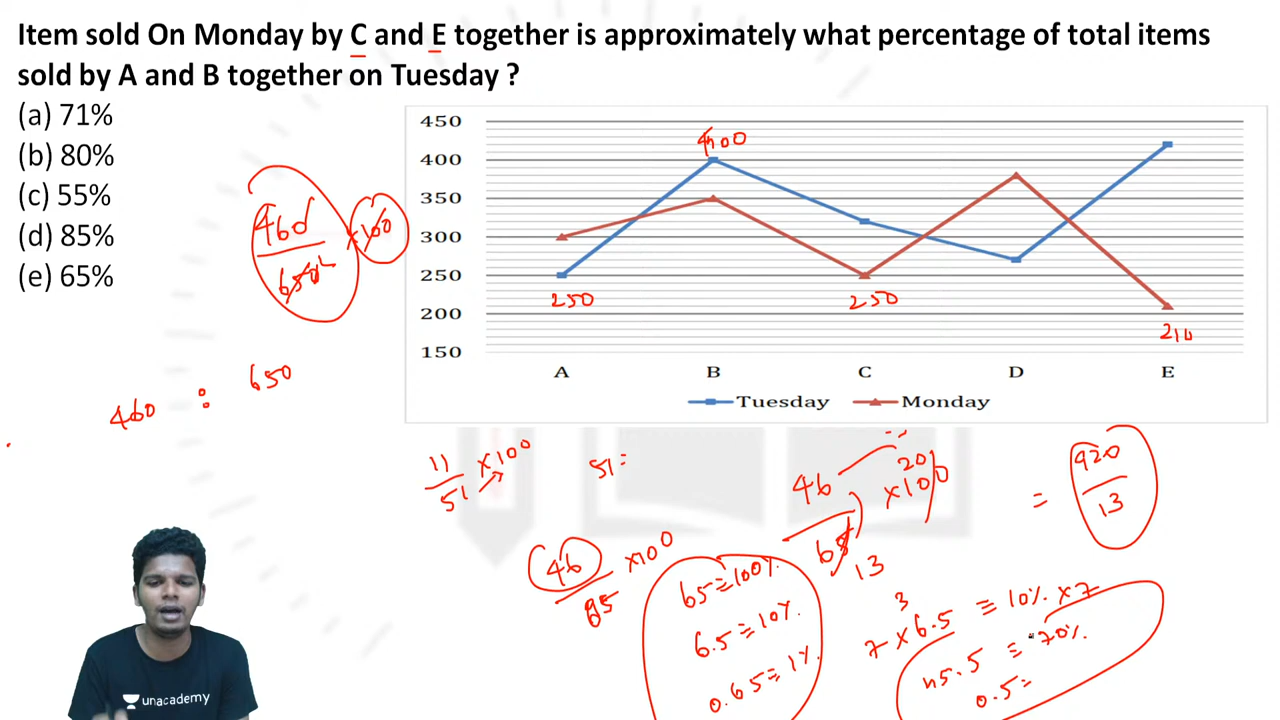 Item sold On Monday by C and E together is approximately what percentage of total items
sold by A and B together on Tuesday ?
(a) 71%
(b) 80%
(c) 55%
(d) 85%
(e) 65%
460
650
×100
460 : 650
450
400
350
300
250
200
150
400
250
250
210
A B C D E
Tuesday Monday
11
51
×100
51=
46
65
×100
20
13
=
920
13
46
65
×100
65≡100%
6.5≡10%
0.65≡1%
3
7×6.5 ≡ 10%×7
45.5 ≡ 70%
0.5=
unacademy